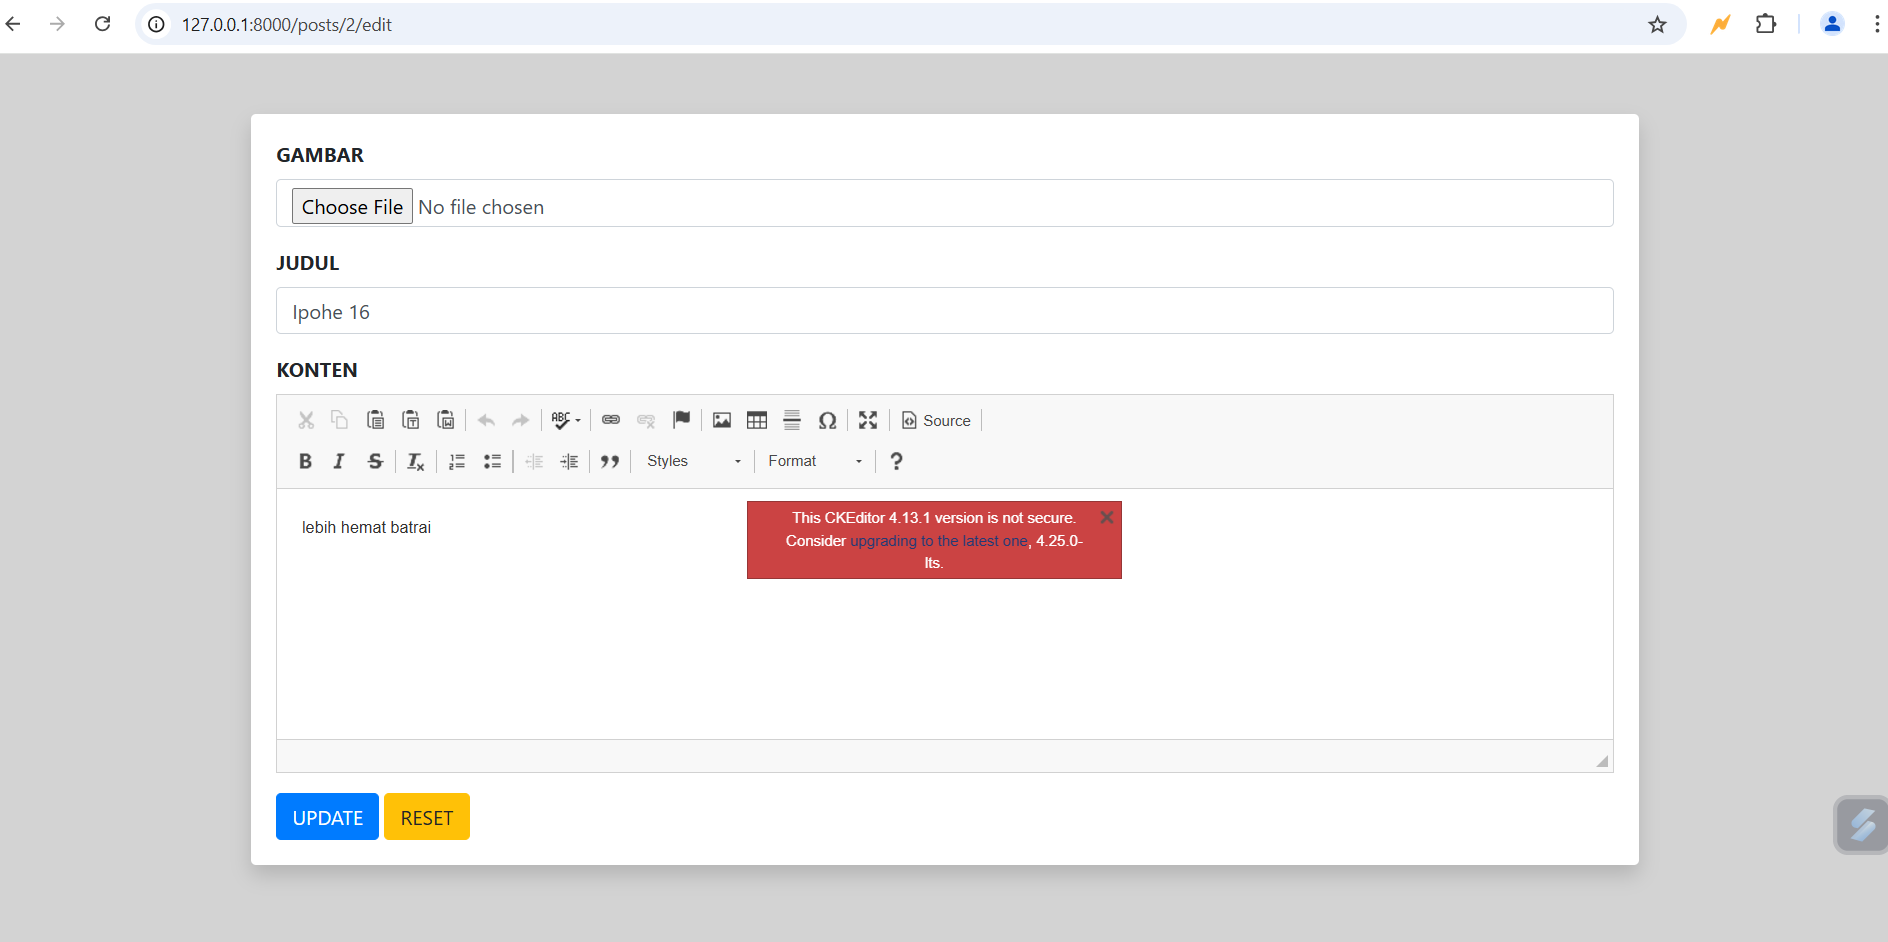 127.0.0.1:8000/posts/2/edit
GAMBAR
Choose File No file chosen
JUDUL
Ipohe 16
KONTEN
ABC Source
Styles Format ?
lebih hemat batrai
This CKEditor 4.13.1 version is not secure.
Consider upgrading to the latest one, 4.25.0-
lts.
UPDATE RESET